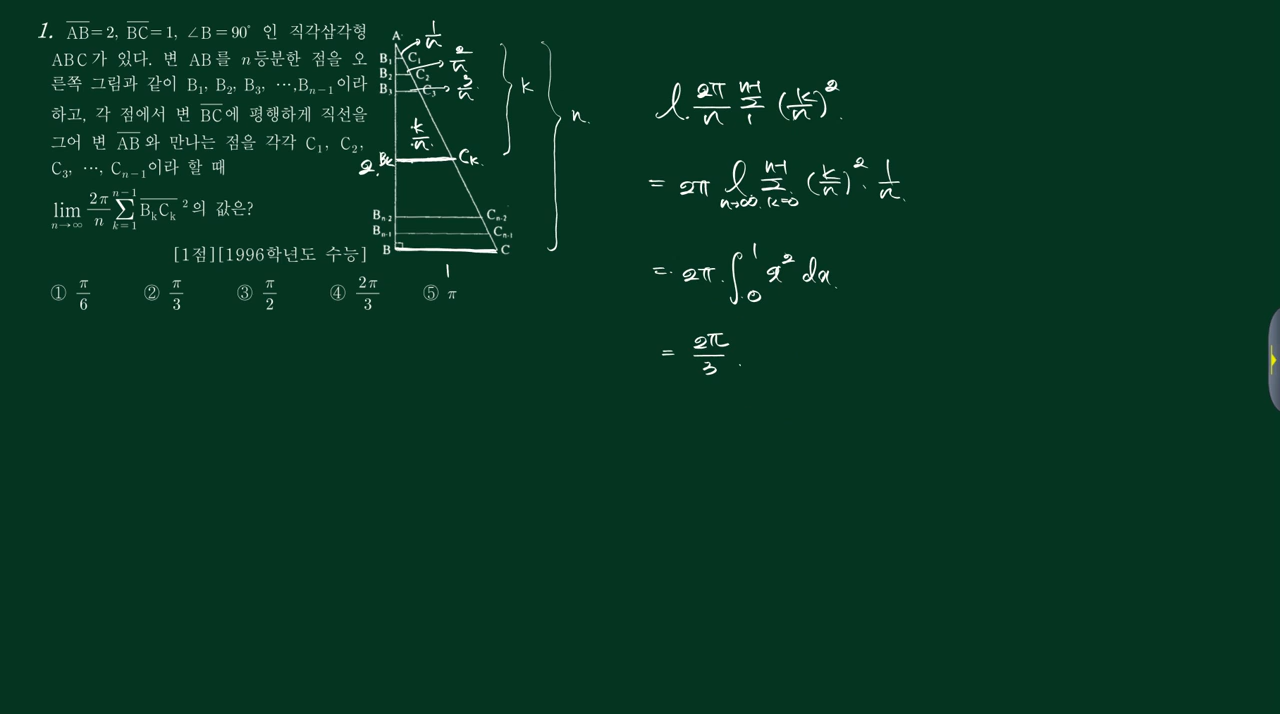 1. AB=2, BC=1, ∠B=90° 인 직각삼각형
ABC가 있다. 변 AB를 n등분한 점을 오
른쪽 그림과 같이 B₁, B₂, B₃, ⋯,Bₙ₋₁이라
하고, 각 점에서 변 BC에 평행하게 직선을
그어 변 AB와 만나는 점을 각각 C₁, C₂,
C₃, ⋯, Cₙ₋₁이라 할 때
lim n→∞ 2π/n ∑ k=1 n−1 BₖCₖ ² 의 값은?
[1점][1996학년도 수능]
① π/6 ② π/3 ③ π/2 ④ 2π/3 ⑤ π
A
B₁ C₁ 1/n
B₂ C₂ 2/n
B₃ C₃ 3/n
k
n
k/n
2 Bₖ Cₖ
Bₙ₋₂ Cₙ₋₂
Bₙ₋₁ Cₙ₋₁
B C
1
l. 2π/n ∑ 1 n-1 (k/n)²
= 2π l n→∞ ∑ k=0 n-1 (k/n)² · 1/n
= 2π · ∫₀¹ x² dx
= 2π/3